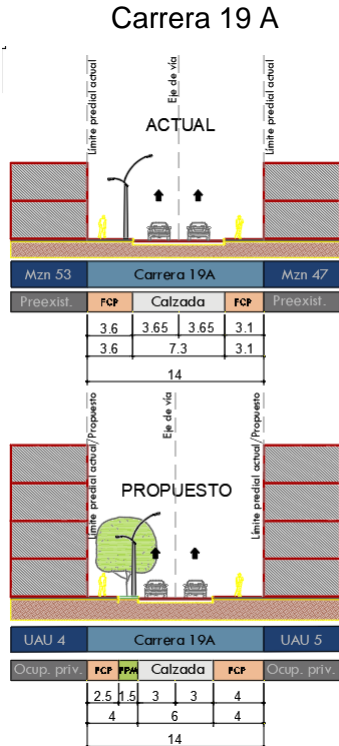 Carrera 19 A
Límite predial actual
Eje de vía
Límite predial actual
ACTUAL
Mzn 53 Carrera 19A Mzn 47
Preexist. FCP Calzada FCP Preexist.
3.6 3.65 3.65 3.1
3.6 7.3 3.1
14
Límite predial actual/Propuesto
Eje de vía
Límite predial actual/Propuesto
PROPUESTO
UAU 4 Carrera 19A UAU 5
Ocup. priv. FCP Calzada FCP Ocup. priv.
2.5 1.5 3 3 4
4 6 4
14